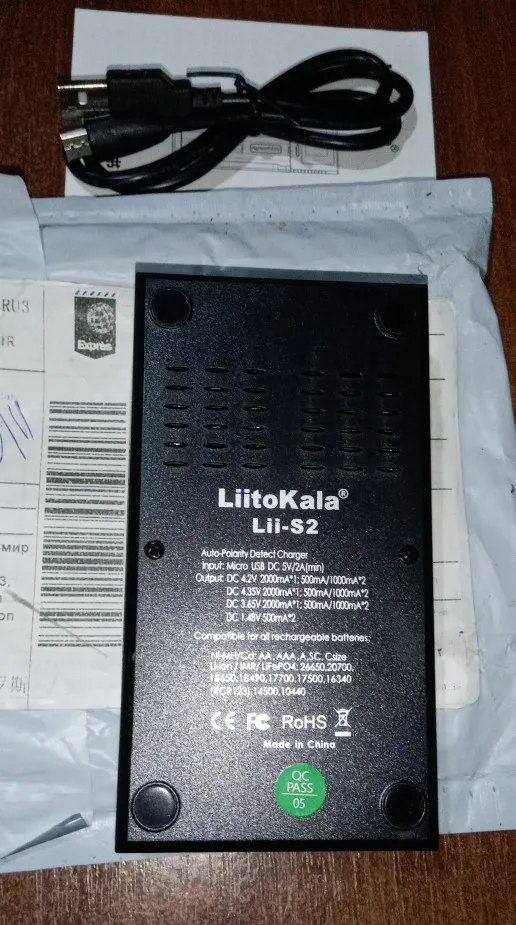 RU3
Expres
LiitoKala®
Lii-S2
Auto-Polarity Detect Charger
Input: Micro USB DC 5V/2A(min)
Output: DC 4.2V 2000mA*1; 500mA/1000mA*2
DC 4.35V 2000mA*1; 500mA/1000mA*2
DC 3.65V 2000mA*1; 500mA/1000mA*2
DC 1.48V 500mA*2
Compatible for all rechargeable batteries:
Ni-MH/Cd: AA, AAA,A,SC, Csize
Li-ion / IMR/ LiFePO4: 26650,20700,
18650,18490,17700,17500,16340
(RCR123),14500,10440
CE FC RoHS
Made in China
QC
PASS
05